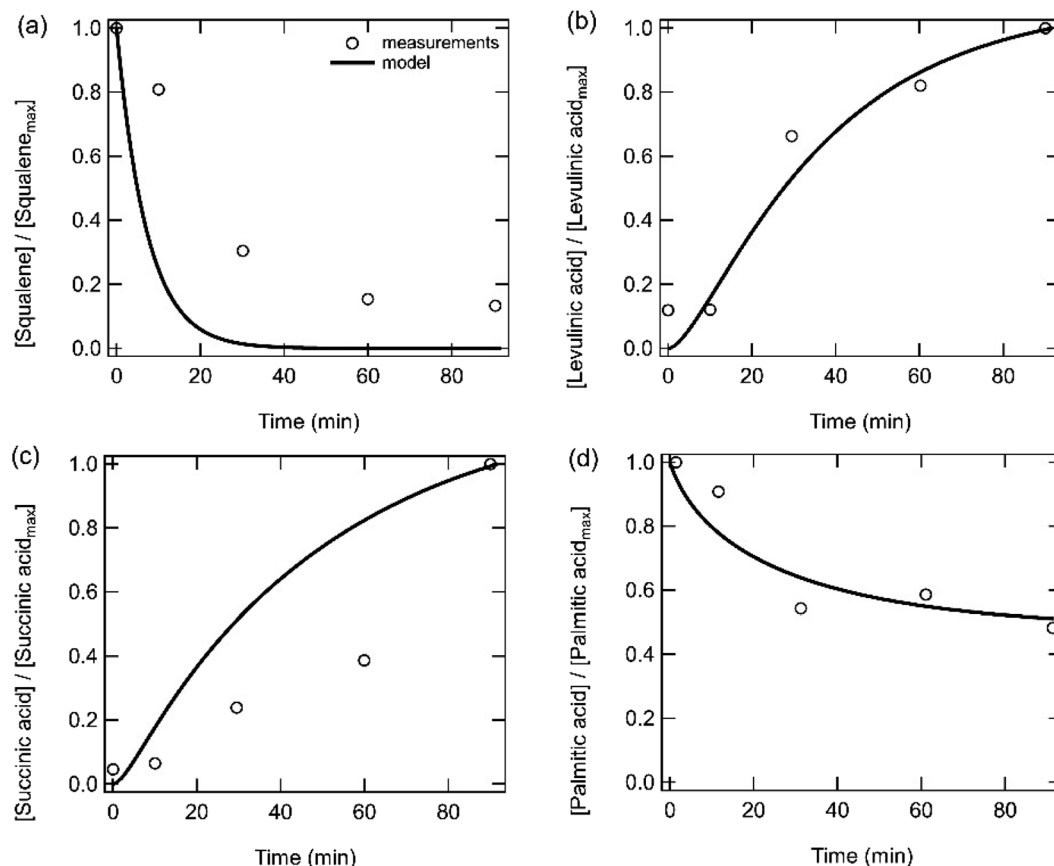 (a)
1.0
0.8
0.6
0.4
0.2
0.0
[Squalene] / [Squalene_max]
measurements
model
0 20 40 60 80
Time (min)
(b)
1.0
0.8
0.6
0.4
0.2
0.0
[Levulinic acid] / [Levulinic acid_max]
0 20 40 60 80
Time (min)
(c)
1.0
0.8
0.6
0.4
0.2
0.0
[Succinic acid] / [Succinic acid_max]
0 20 40 60 80
Time (min)
(d)
1.0
0.8
0.6
0.4
0.2
0.0
[Palmitic acid] / [Palmitic acid_max]
0 20 40 60 80
Time (min)